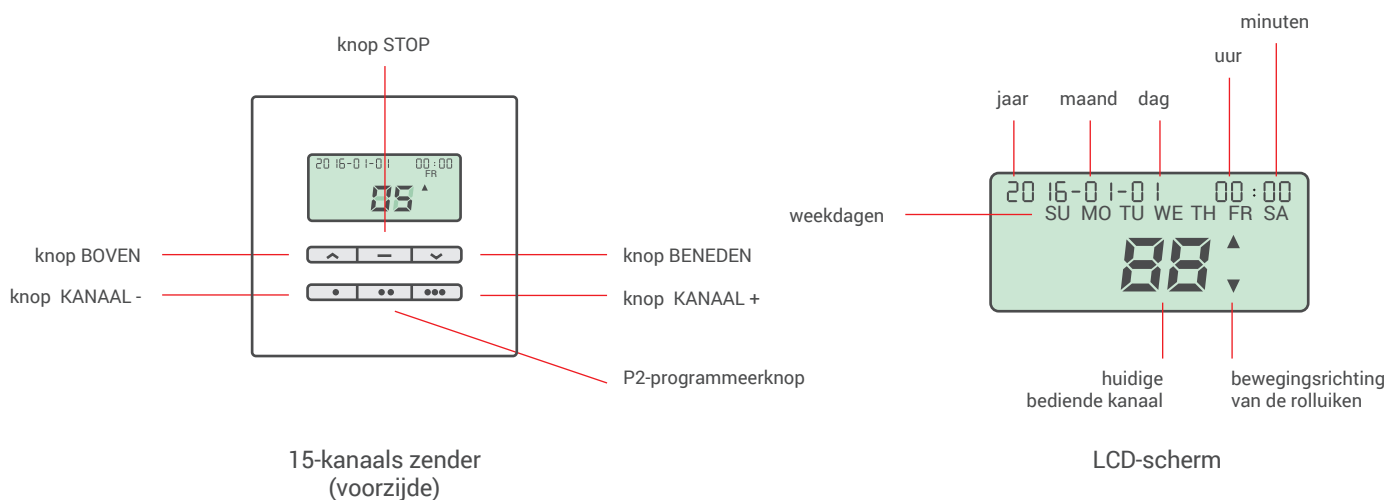 knop STOP
2016-01-01 00:00
FR
05
knop BOVEN
knop BENEDEN
knop KANAAL -
knop KANAAL +
P2-programmeerknop
15-kanaals zender
(voorzijde)
minuten
uur
jaar maand dag
2016-01-01 00:00
weekdagen
SU MO TU WE TH FR SA
88
huidige
bediende kanaal
bewegingsrichting
van de rolluiken
LCD-scherm